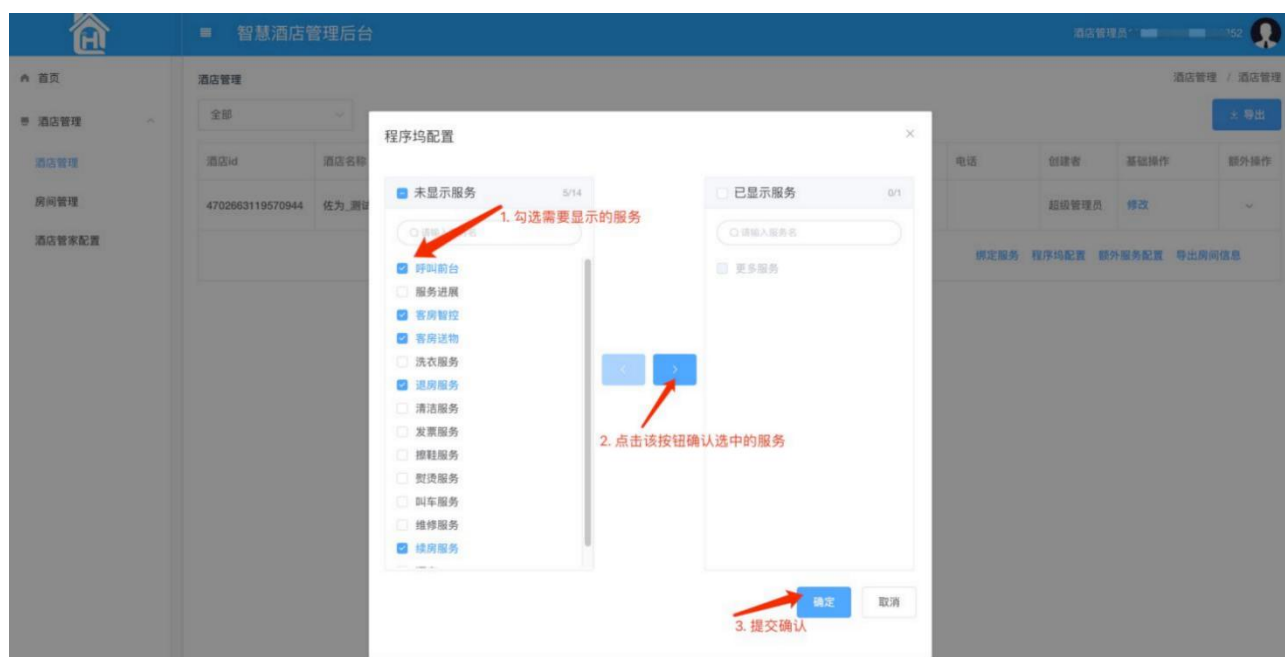 智慧酒店管理后台
酒店管理员
352
首页
酒店管理
酒店管理
房间管理
酒店管家配置
酒店管理
酒店管理 / 酒店管理
全部
导出
酒店id
酒店名称
电话
创建者
基础操作
额外操作
4702663119570944
佐为_测试
超级管理员
修改
绑定服务 程序坞配置 额外服务配置 导出房间信息
程序坞配置
未显示服务 5/14
1. 勾选需要显示的服务
呼叫前台
服务进展
客房智控
客房送物
洗衣服务
退房服务
清洁服务
发票服务
擦鞋服务
熨烫服务
叫车服务
维修服务
续房服务
2. 点击该按钮确认选中的服务
已显示服务 0/1
请输入服务名
更多服务
确定
取消
3. 提交确认